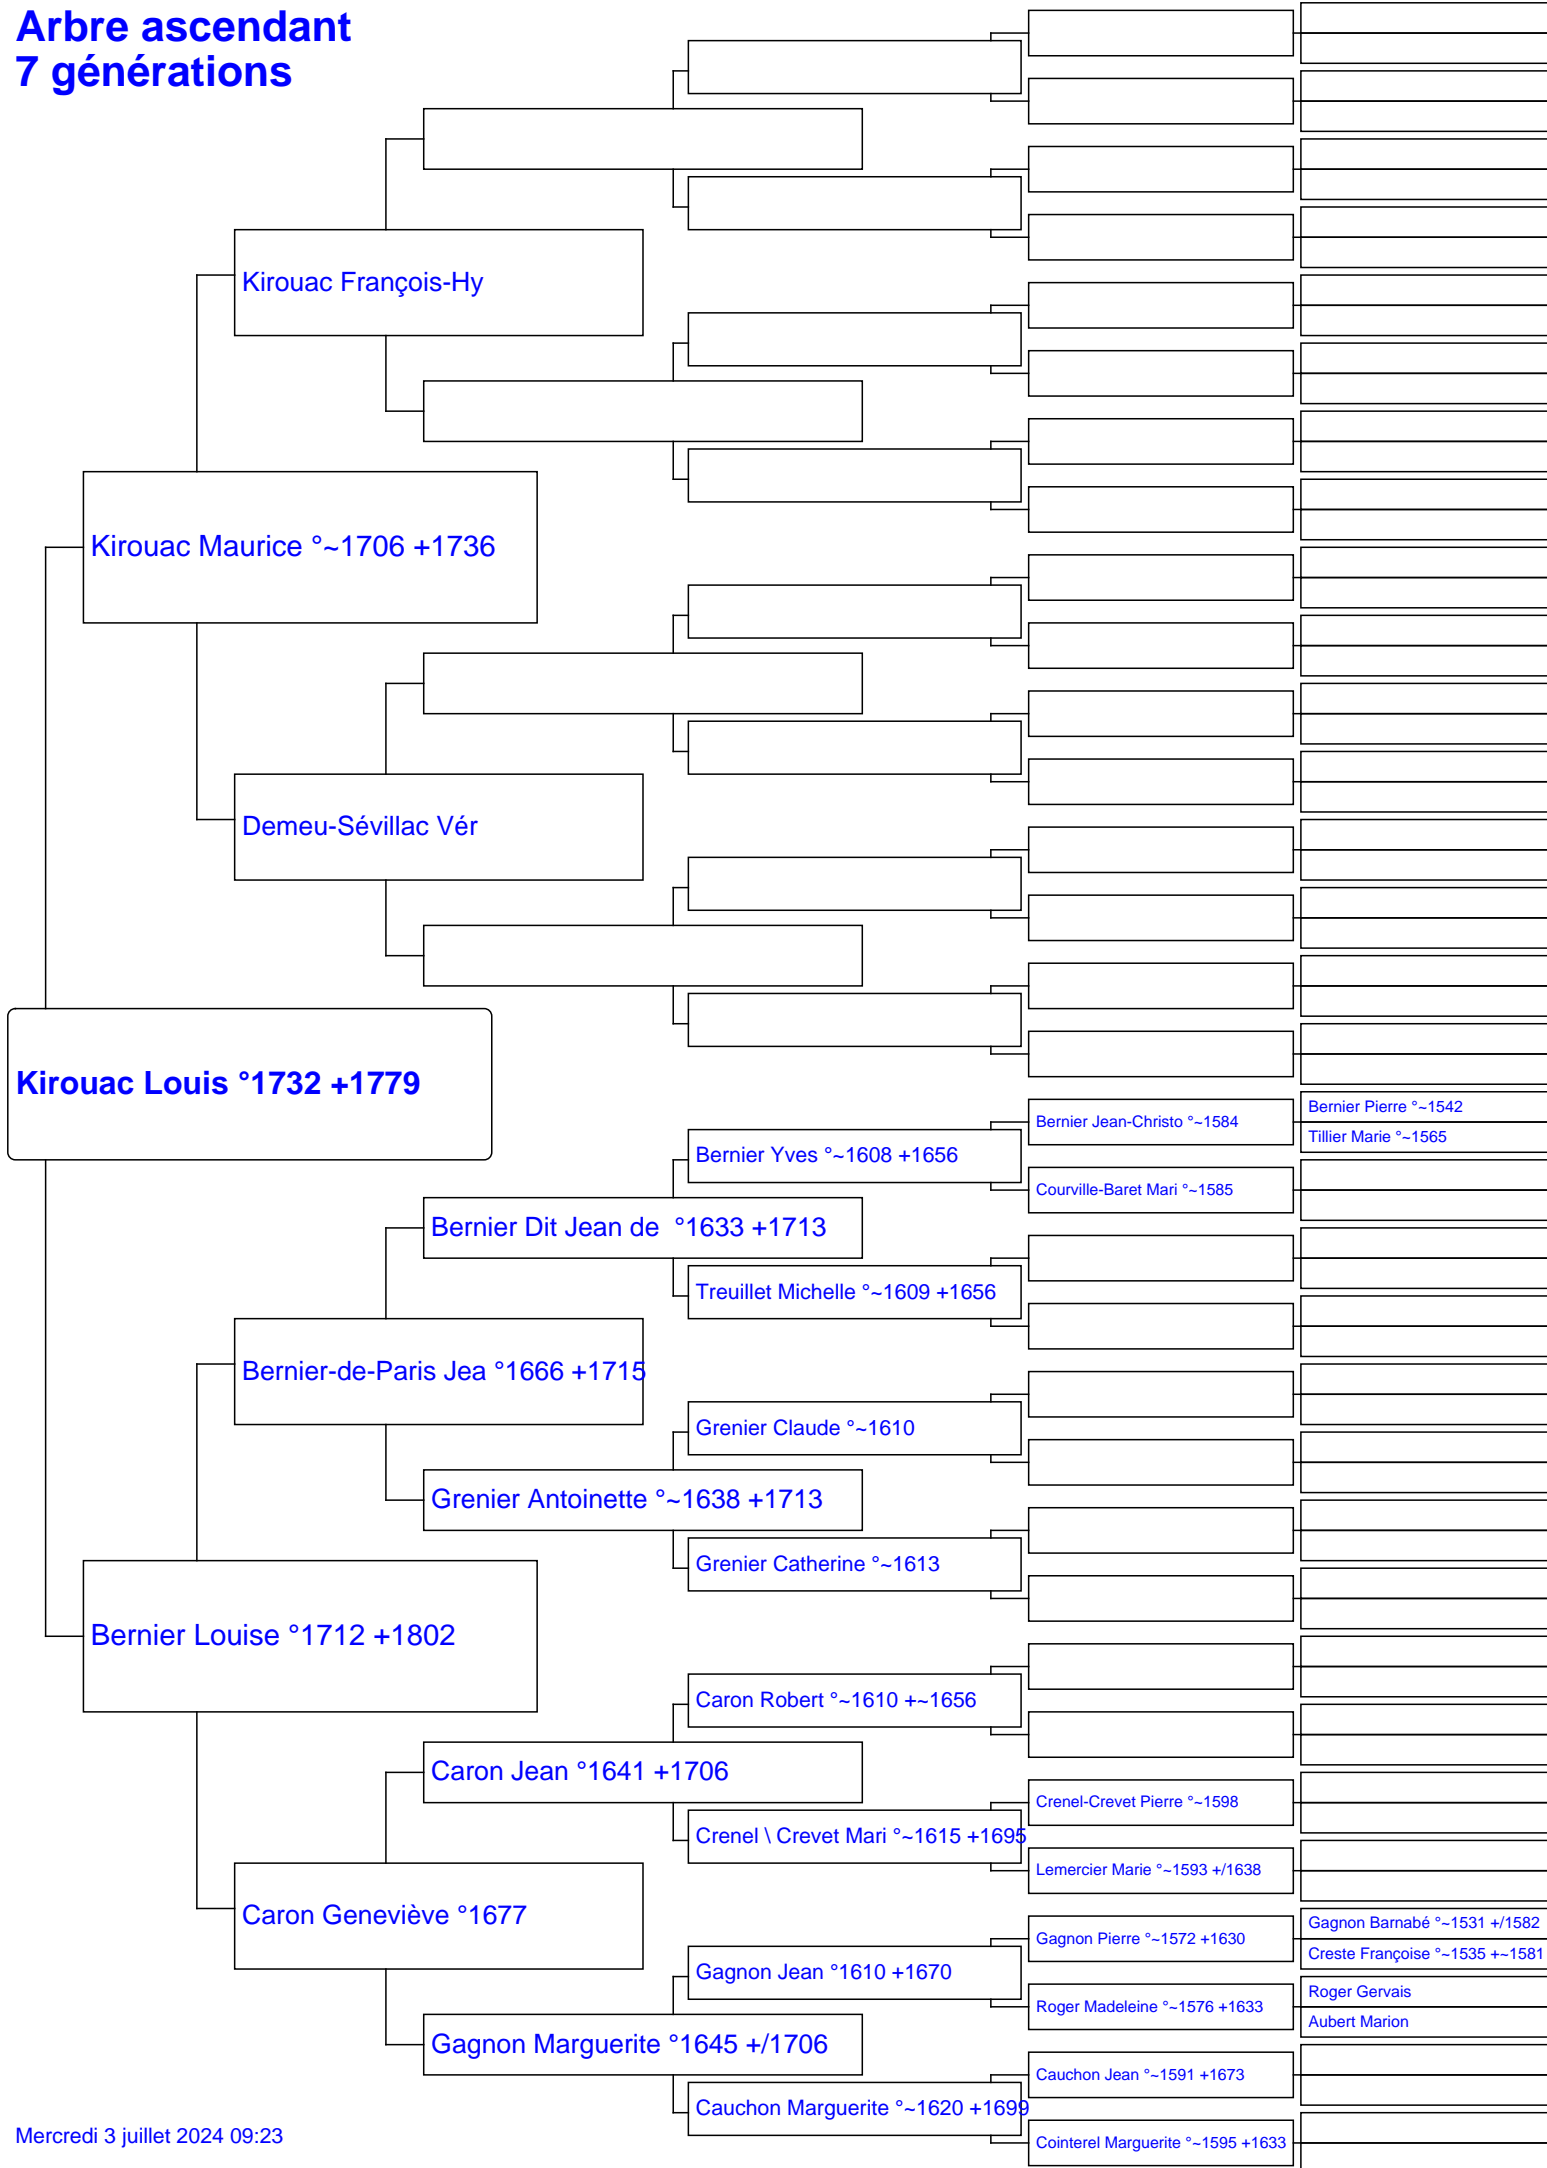 Arbre ascendant
7 générations
Kirouac François-Hy
Kirouac Maurice °~1706 +1736
Demeu-Sévillac Vér
Kirouac Louis °1732 +1779
Bernier Pierre °~1542
Bernier Jean-Christo °~1584
Tillier Marie °~1565
Bernier Yves °~1608 +1656
Courville-Baret Mari °~1585
Bernier Dit Jean de  °1633 +1713
Treuillet Michelle °~1609 +1656
Bernier-de-Paris Jea °1666 +1715
Grenier Claude °~1610
Grenier Antoinette °~1638 +1713
Grenier Catherine °~1613
Bernier Louise °1712 +1802
Caron Robert °~1610 +~1656
Caron Jean °1641 +1706
Crenel-Crevet Pierre °~1598
Crenel \ Crevet Mari °~1615 +1695
Lemercier Marie °~1593 +/1638
Caron Geneviève °1677
Gagnon Barnabé °~1531 +/1582
Gagnon Pierre °~1572 +1630
Creste Françoise °~1535 +~1581
Gagnon Jean °1610 +1670
Roger Gervais
Roger Madeleine °~1576 +1633
Aubert Marion
Gagnon Marguerite °1645 +/1706
Cauchon Jean °~1591 +1673
Cauchon Marguerite °~1620 +1699
Cointerel Marguerite °~1595 +1633
Mercredi 3 juillet 2024 09:23